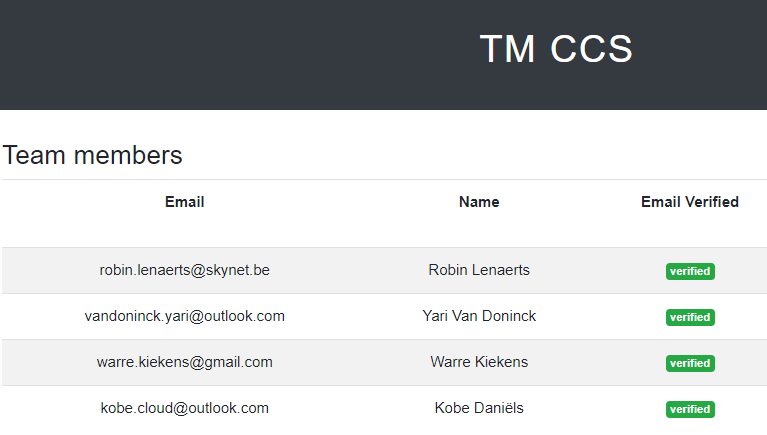 TM CCS
Team members
Email Name Email Verified
robin.lenaerts@skynet.be Robin Lenaerts verified
vandoninck.yari@outlook.com Yari Van Doninck verified
warre.kiekens@gmail.com Warre Kiekens verified
kobe.cloud@outlook.com Kobe Daniëls verified